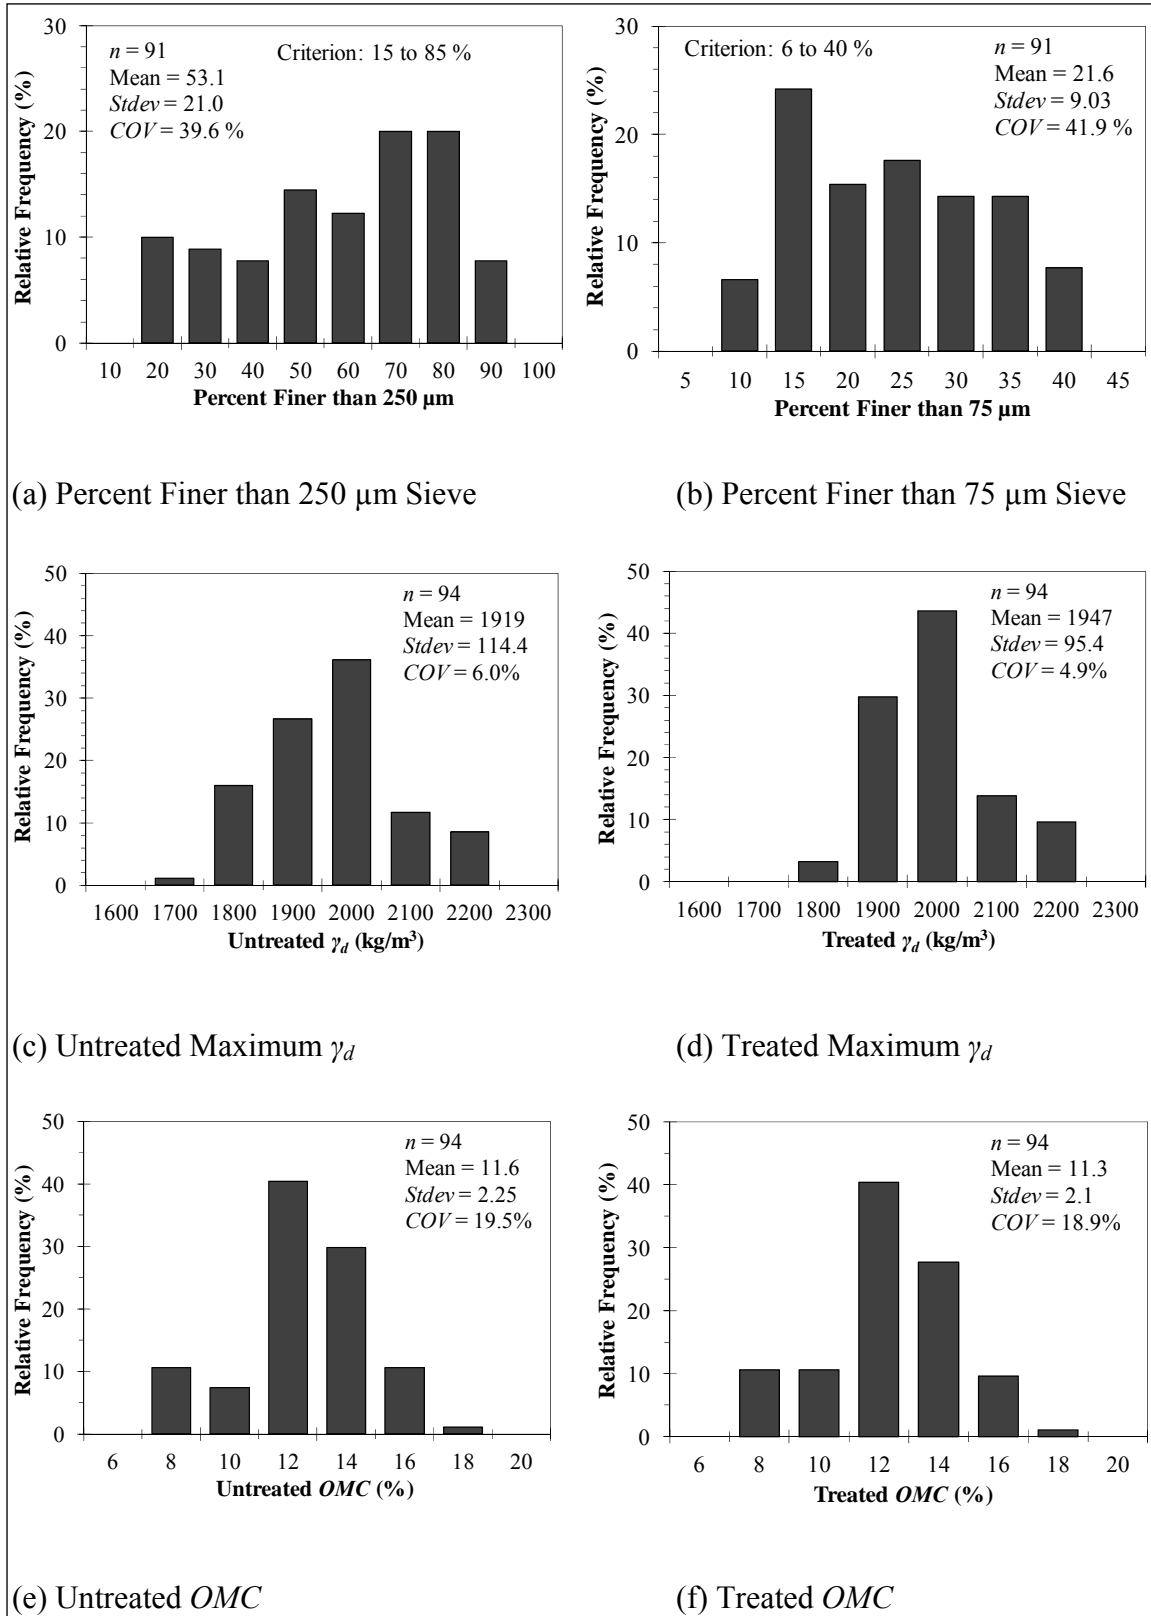 30
20
10
0
Relative Frequency (%)
n = 91
Mean = 53.1
Stdev = 21.0
COV = 39.6 %
Criterion: 15 to 85 %
10 20 30 40 50 60 70 80 90 100
Percent Finer than 250 µm
(a) Percent Finer than 250 µm Sieve
30
20
10
0
Relative Frequency (%)
Criterion: 6 to 40 %
n = 91
Mean = 21.6
Stdev = 9.03
COV = 41.9 %
5 10 15 20 25 30 35 40 45
Percent Finer than 75 µm
(b) Percent Finer than 75 µm Sieve
50
40
30
20
10
0
Relative Frequency (%)
n = 94
Mean = 1919
Stdev = 114.4
COV = 6.0%
1600 1700 1800 1900 2000 2100 2200 2300
Untreated γd (kg/m³)
(c) Untreated Maximum γd
50
40
30
20
10
0
Relative Frequency (%)
n = 94
Mean = 1947
Stdev = 95.4
COV = 4.9%
1600 1700 1800 1900 2000 2100 2200 2300
Treated γd (kg/m³)
(d) Treated Maximum γd
50
40
30
20
10
0
Relative Frequency (%)
n = 94
Mean = 11.6
Stdev = 2.25
COV = 19.5%
6 8 10 12 14 16 18 20
Untreated OMC (%)
(e) Untreated OMC
50
40
30
20
10
0
Relative Frequency (%)
n = 94
Mean = 11.3
Stdev = 2.1
COV = 18.9%
6 8 10 12 14 16 18 20
Treated OMC (%)
(f) Treated OMC